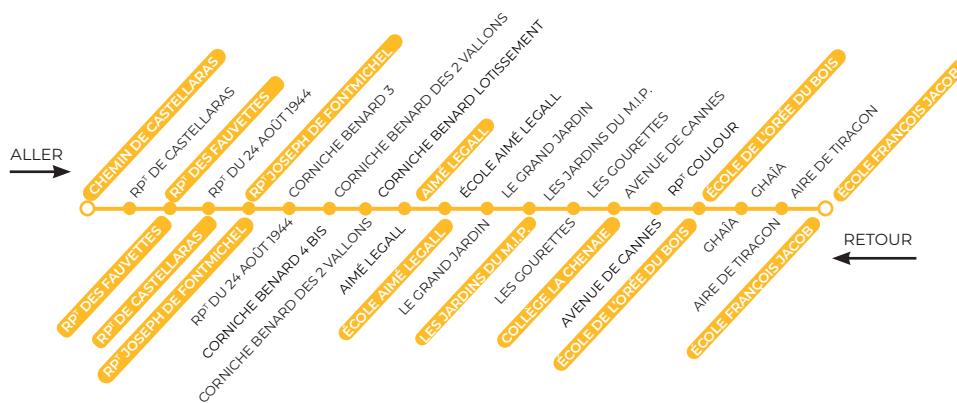 ALLER
CHEMIN DE CASTELLARAS
RPᵀ DE CASTELLARAS
RPᵀ DES FAUVETTES
RPᵀ DU 24 AOÛT 1944
RPᵀ JOSEPH DE FONTMICHEL
CORNICHE BENARD 3
CORNICHE BENARD DES 2 VALLONS
CORNICHE BENARD LOTISSEMENT
AIMÉ LEGALL
ÉCOLE AIMÉ LEGALL
LE GRAND JARDIN
LES JARDINS DU M.I.P.
LES GOURETTES
AVENUE DE CANNES
RPᵀ COULOUR
ÉCOLE DE L'ORÉE DU BOIS
GHAÏA
AIRE DE TIRAGON
ÉCOLE FRANÇOIS JACOB
RETOUR
RPᵀ DES FAUVETTES
RPᵀ DE CASTELLARAS
RPᵀ JOSEPH DE FONTMICHEL
RPᵀ DU 24 AOÛT 1944
CORNICHE BENARD 4 BIS
CORNICHE BENARD DES 2 VALLONS
AIMÉ LEGALL
ÉCOLE AIMÉ LEGALL
LE GRAND JARDIN
LES JARDINS DU M.I.P.
LES GOURETTES
COLLÈGE LA CHENAIE
AVENUE DE CANNES
ÉCOLE DE L'ORÉE DU BOIS
GHAÏA
AIRE DE TIRAGON
ÉCOLE FRANÇOIS JACOB